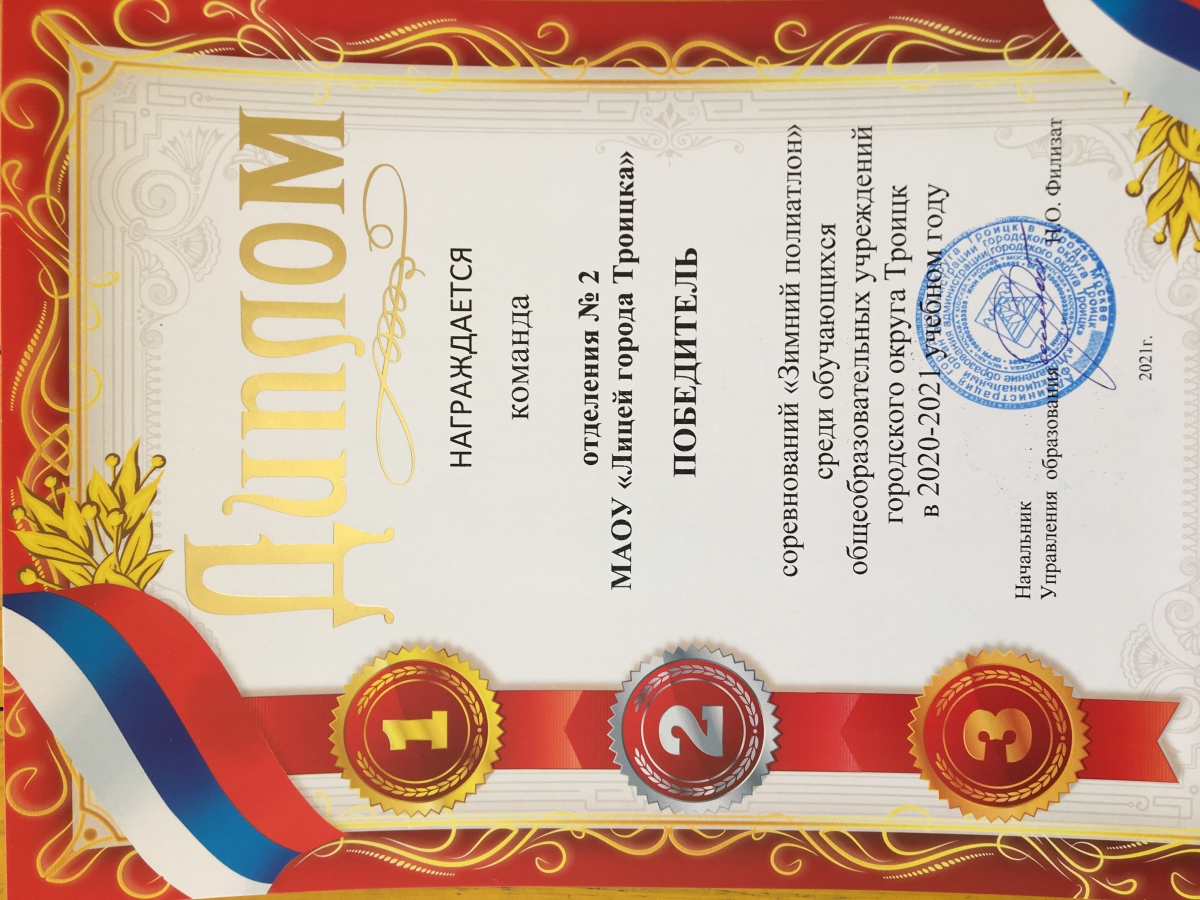 Диплом
НАГРАЖДАЕТСЯ
команда
отделения № 2
МАОУ «Лицей города Троицка»
ПОБЕДИТЕЛЬ
соревнований «Зимний полиатлон»
среди обучающихся
общеобразовательных учреждений
городского округа Троицк
в 2020-2021 учебном году
Начальник
Управления образования Н.О. Филизат
2021г.
1
2
3